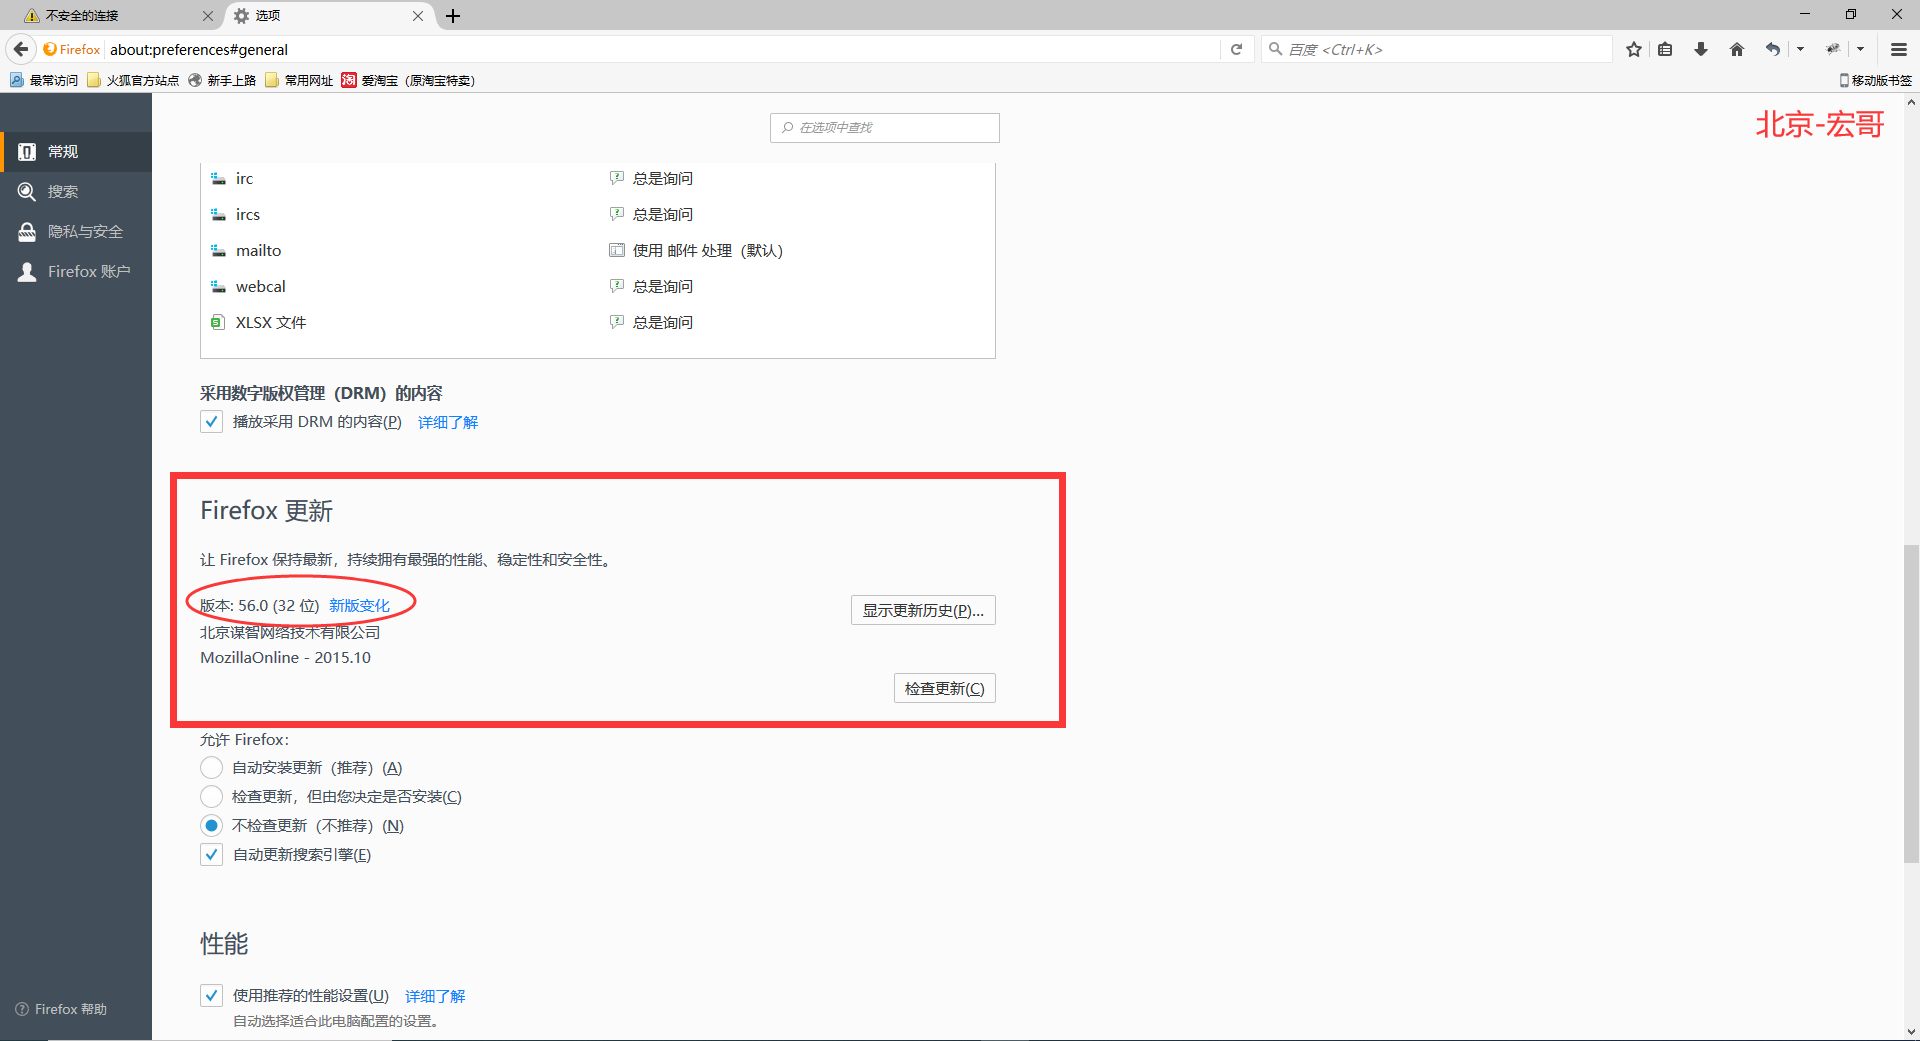 不安全的连接
选项
Firefox about:preferences#general
百度 <Ctrl+K>
最常访问 火狐官方站点 新手上路 常用网址 淘 爱淘宝（原淘宝特卖） 移动版书签
北京-宏哥
常规
搜索
隐私与安全
Firefox 账户
在选项中查找
irc 总是询问
ircs 总是询问
mailto 使用 邮件 处理（默认）
webcal 总是询问
XLSX 文件 总是询问
采用数字版权管理（DRM）的内容
播放采用 DRM 的内容(P) 详细了解
Firefox 更新
让 Firefox 保持最新，持续拥有最强的性能、稳定性和安全性。
版本: 56.0 (32 位) 新版变化
显示更新历史(P)...
北京谋智网络技术有限公司
MozillaOnline - 2015.10
检查更新(C)
允许 Firefox：
自动安装更新（推荐）(A)
检查更新，但由您决定是否安装(C)
不检查更新（不推荐）(N)
自动更新搜索引擎(E)
性能
使用推荐的性能设置(U) 详细了解
自动选择适合此电脑配置的设置。
Firefox 帮助